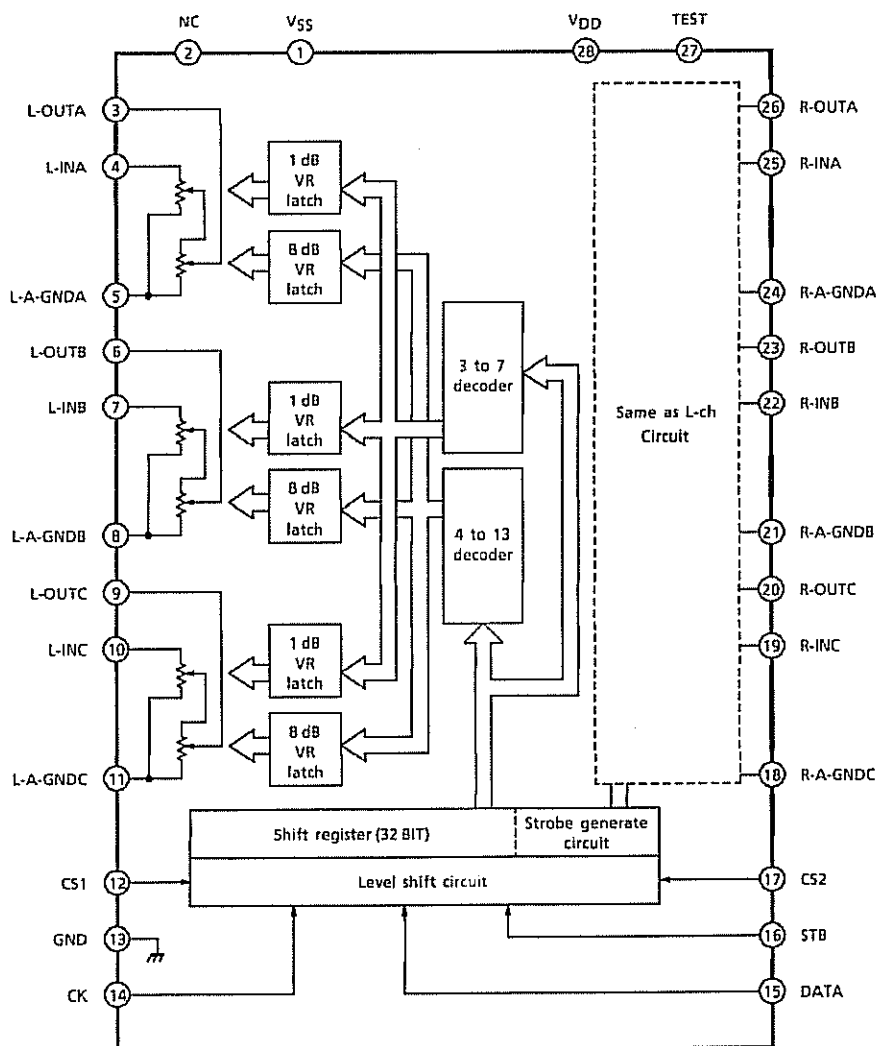 NC VSS VDD TEST
2 1 28 27
L-OUTA 3
L-INA 4
L-A-GNDA 5
L-OUTB 6
L-INB 7
L-A-GNDB 8
L-OUTC 9
L-INC 10
L-A-GNDC 11
CS1 12
GND 13
CK 14
1 dB
VR
latch
8 dB
VR
latch
1 dB
VR
latch
8 dB
VR
latch
1 dB
VR
latch
8 dB
VR
latch
3 to 7
decoder
4 to 13
decoder
Same as L-ch
Circuit
Shift register (32 BIT)
Strobe generate
circuit
Level shift circuit
26 R-OUTA
25 R-INA
24 R-A-GNDA
23 R-OUTB
22 R-INB
21 R-A-GNDB
20 R-OUTC
19 R-INC
18 R-A-GNDC
17 CS2
16 STB
15 DATA